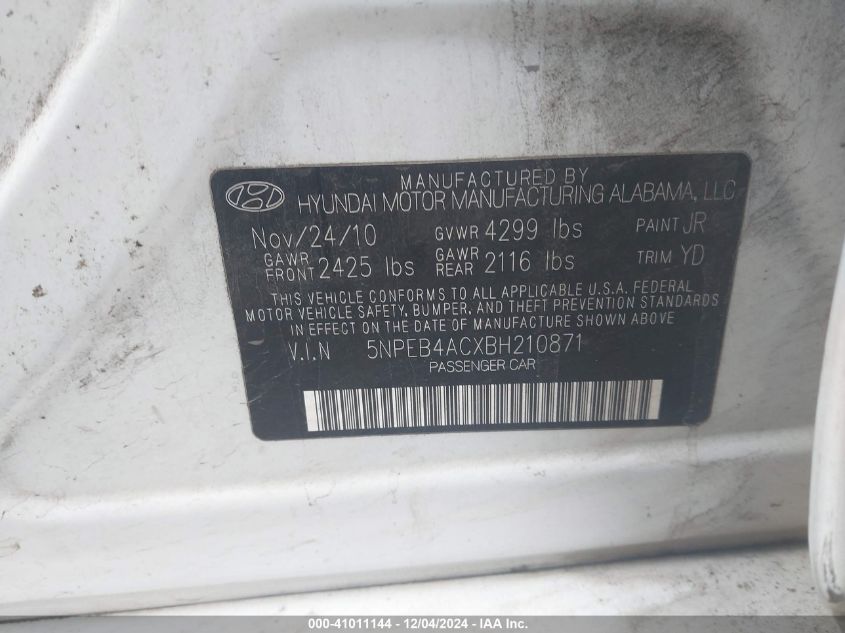 MANUFACTURED BY
HYUNDAI MOTOR MANUFACTURING ALABAMA, LLC
Nov/24/10 GVWR 4299 lbs PAINT JR
GAWR FRONT 2425 lbs GAWR REAR 2116 lbs TRIM YD
THIS VEHICLE CONFORMS TO ALL APPLICABLE U.S.A. FEDERAL
MOTOR VEHICLE SAFETY, BUMPER, AND THEFT PREVENTION STANDARDS
IN EFFECT ON THE DATE OF MANUFACTURE SHOWN ABOVE
V.I.N 5NPEB4ACXBH210871
PASSENGER CAR
000-41011144 - 12/04/2024 - IAA Inc.